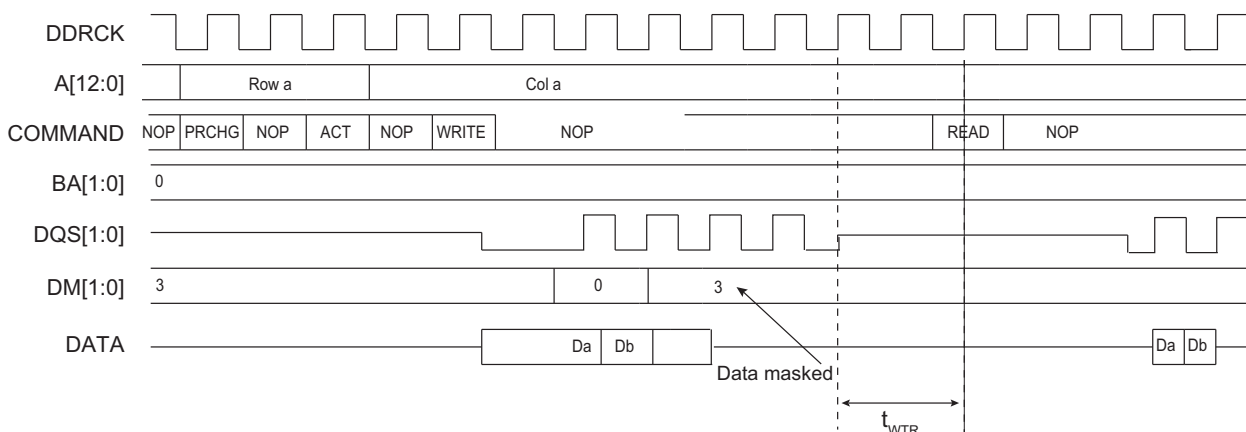 DDRCK
A[12:0] Row a Col a
COMMAND NOP PRCHG NOP ACT NOP WRITE NOP READ NOP
BA[1:0] 0
DQS[1:0]
DM[1:0] 3 0 3
DATA Da Db Da Db
Data masked
tWTR